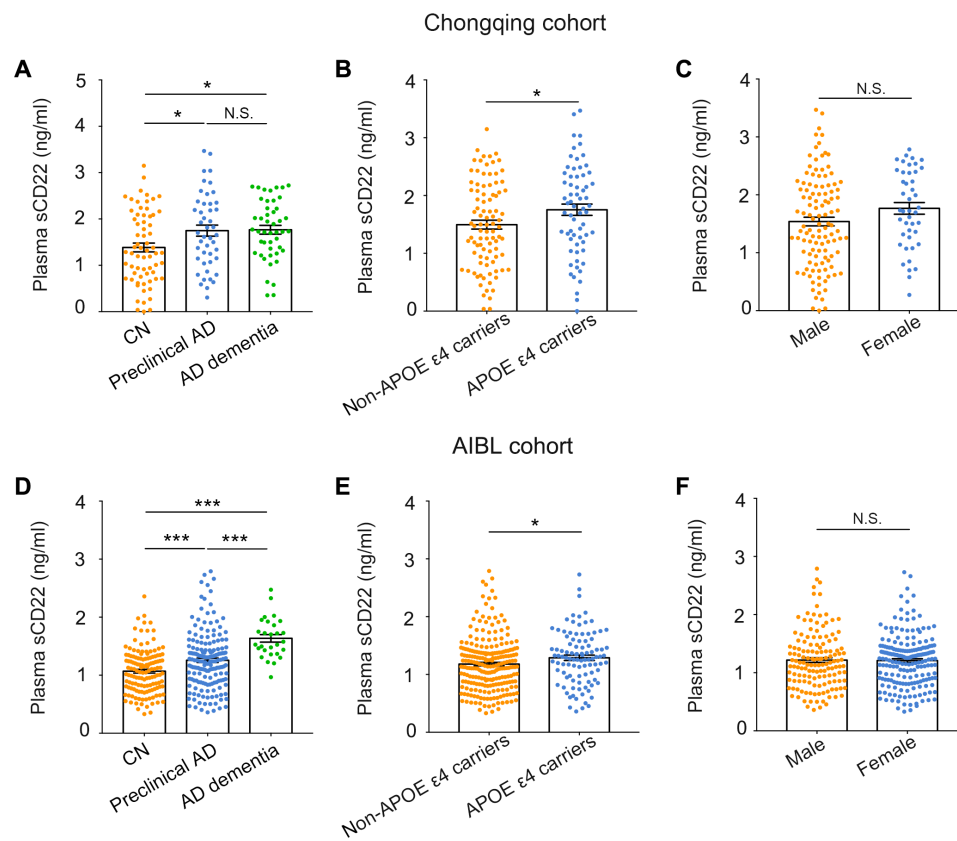 Chongqing cohort
A
Plasma sCD22 (ng/ml)
5
4
3
2
1
0
*
*
N.S.
CN
Preclinical AD
AD dementia
B
Plasma sCD22 (ng/ml)
4
3
2
1
0
*
Non-APOE ε4 carriers
APOE ε4 carriers
C
Plasma sCD22 (ng/ml)
4
3
2
1
0
N.S.
Male
Female
AIBL cohort
D
Plasma sCD22 (ng/ml)
4
3
2
1
0
***
***
***
CN
Preclinical AD
AD dementia
E
Plasma sCD22 (ng/ml)
4
3
2
1
0
*
Non-APOE ε4 carriers
APOE ε4 carriers
F
Plasma sCD22 (ng/ml)
4
3
2
1
0
N.S.
Male
Female